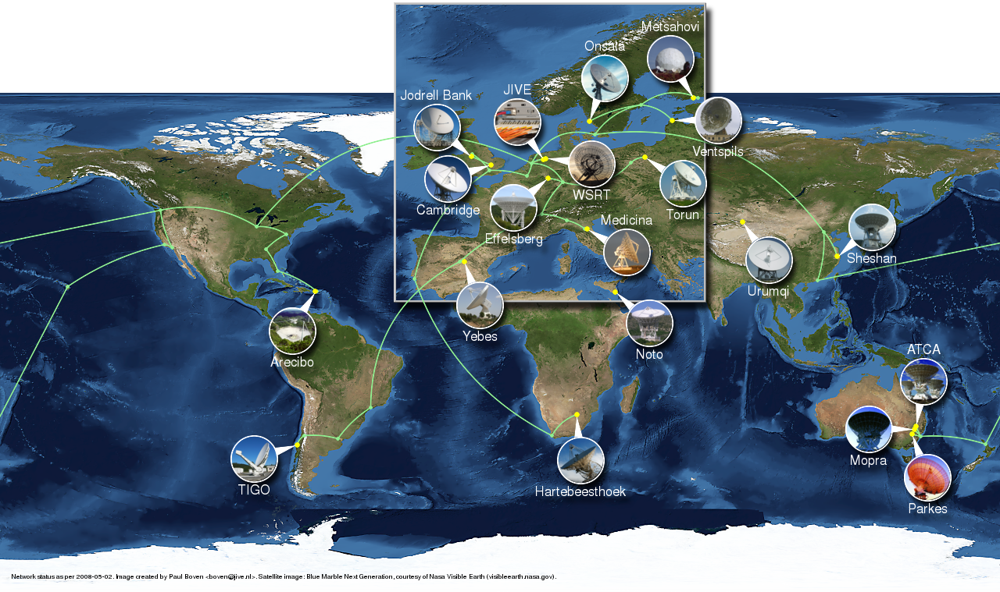 Metsahovi
Onsala
JIVE
Jodrell Bank
Ventspils
WSRT
Cambridge
Torun
Medicina
Effelsberg
Sheshan
Urumqi
Yebes
Noto
Arecibo
ATCA
Mopra
TIGO
Hartebeesthoek
Parkes
Network status as per 2008-05-02. Image created by Paul Boven <boven@jive.nl>. Satellite image: Blue Marble Next Generation, courtesy of Nasa Visible Earth (visibleearth.nasa.gov).